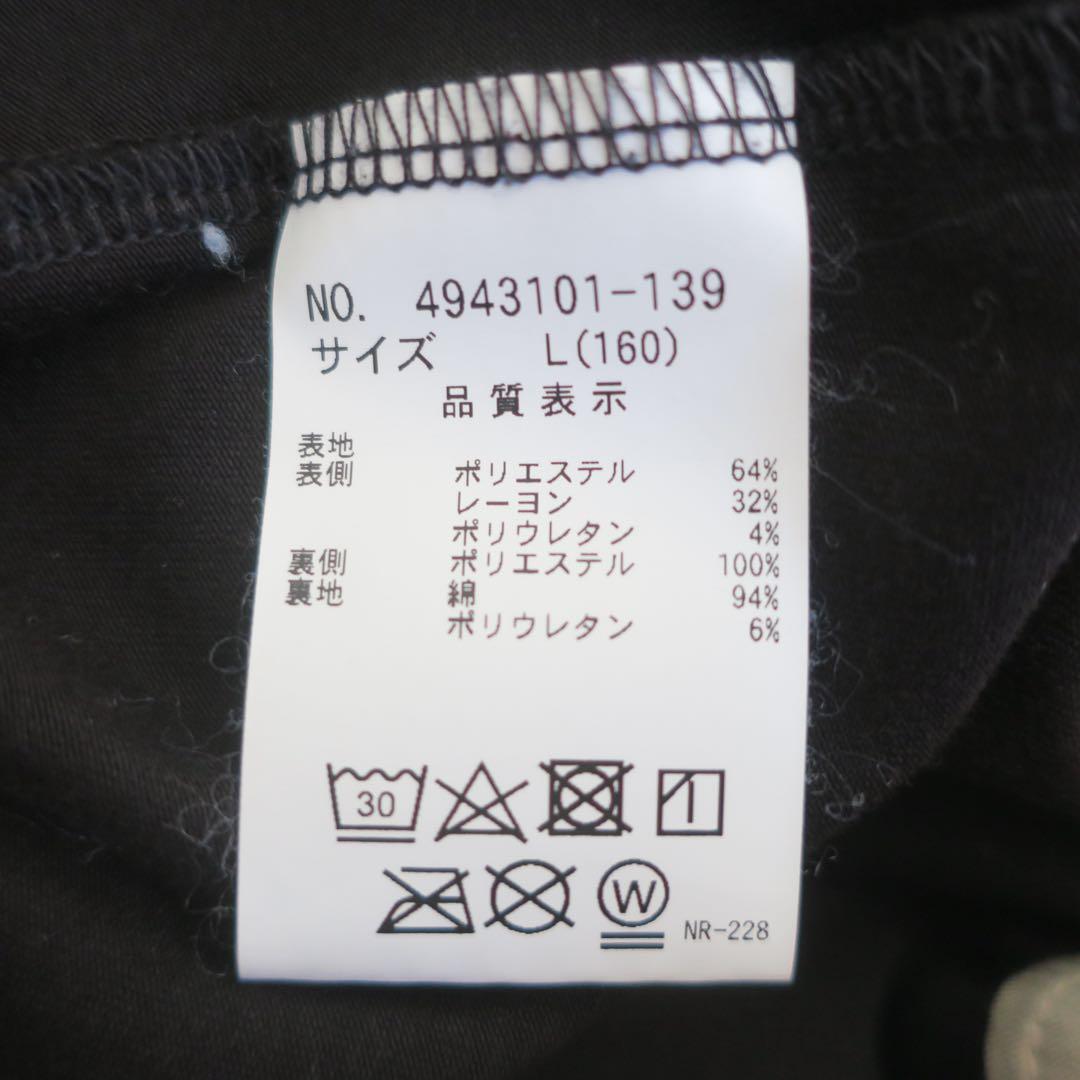 NO. 4943101-139
サイズ L(160)
品質表示
表地
表側 ポリエステル 64%
レーヨン 32%
ポリウレタン 4%
裏側 ポリエステル 100%
裏地 綿 94%
ポリウレタン 6%
30
W NR-228